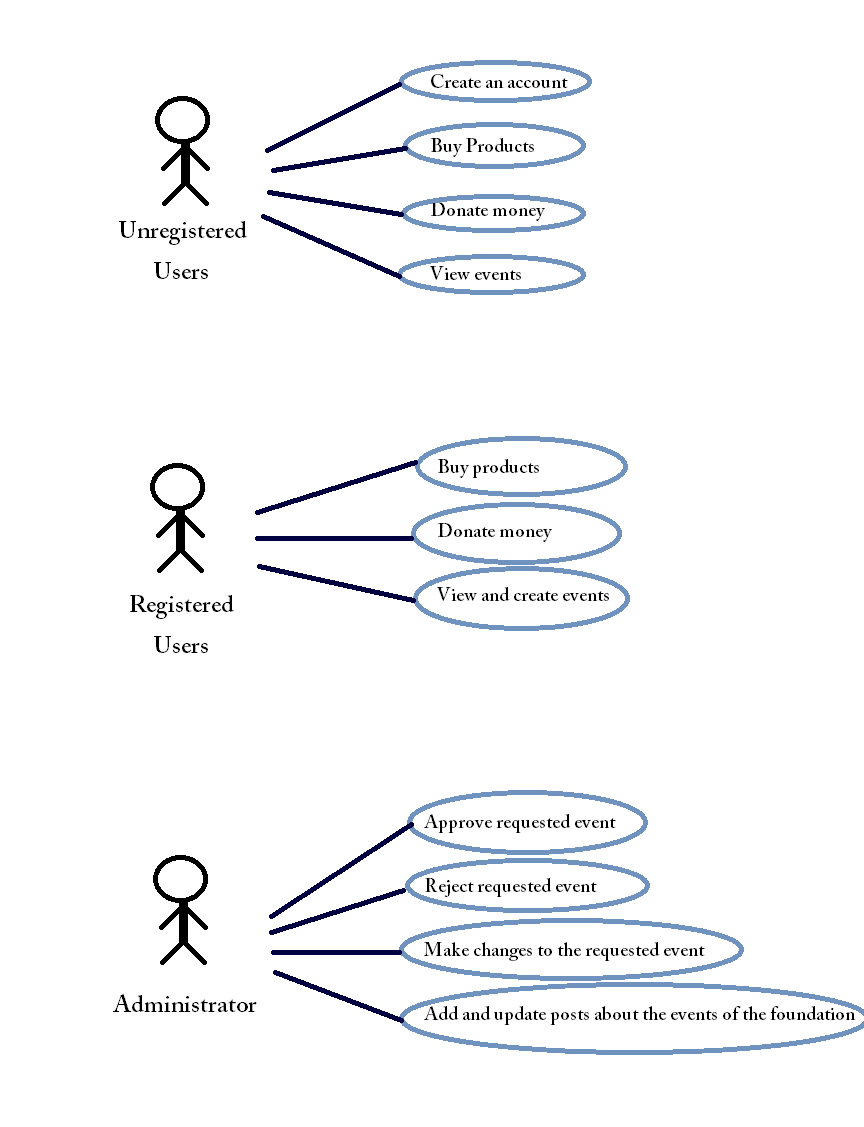 Create an account
Buy Products
Donate money
View events
Unregistered
Users
Buy products
Donate money
View and create events
Registered
Users
Approve requested event
Reject requested event
Make changes to the requested event
Add and update posts about the events of the foundation
Administrator